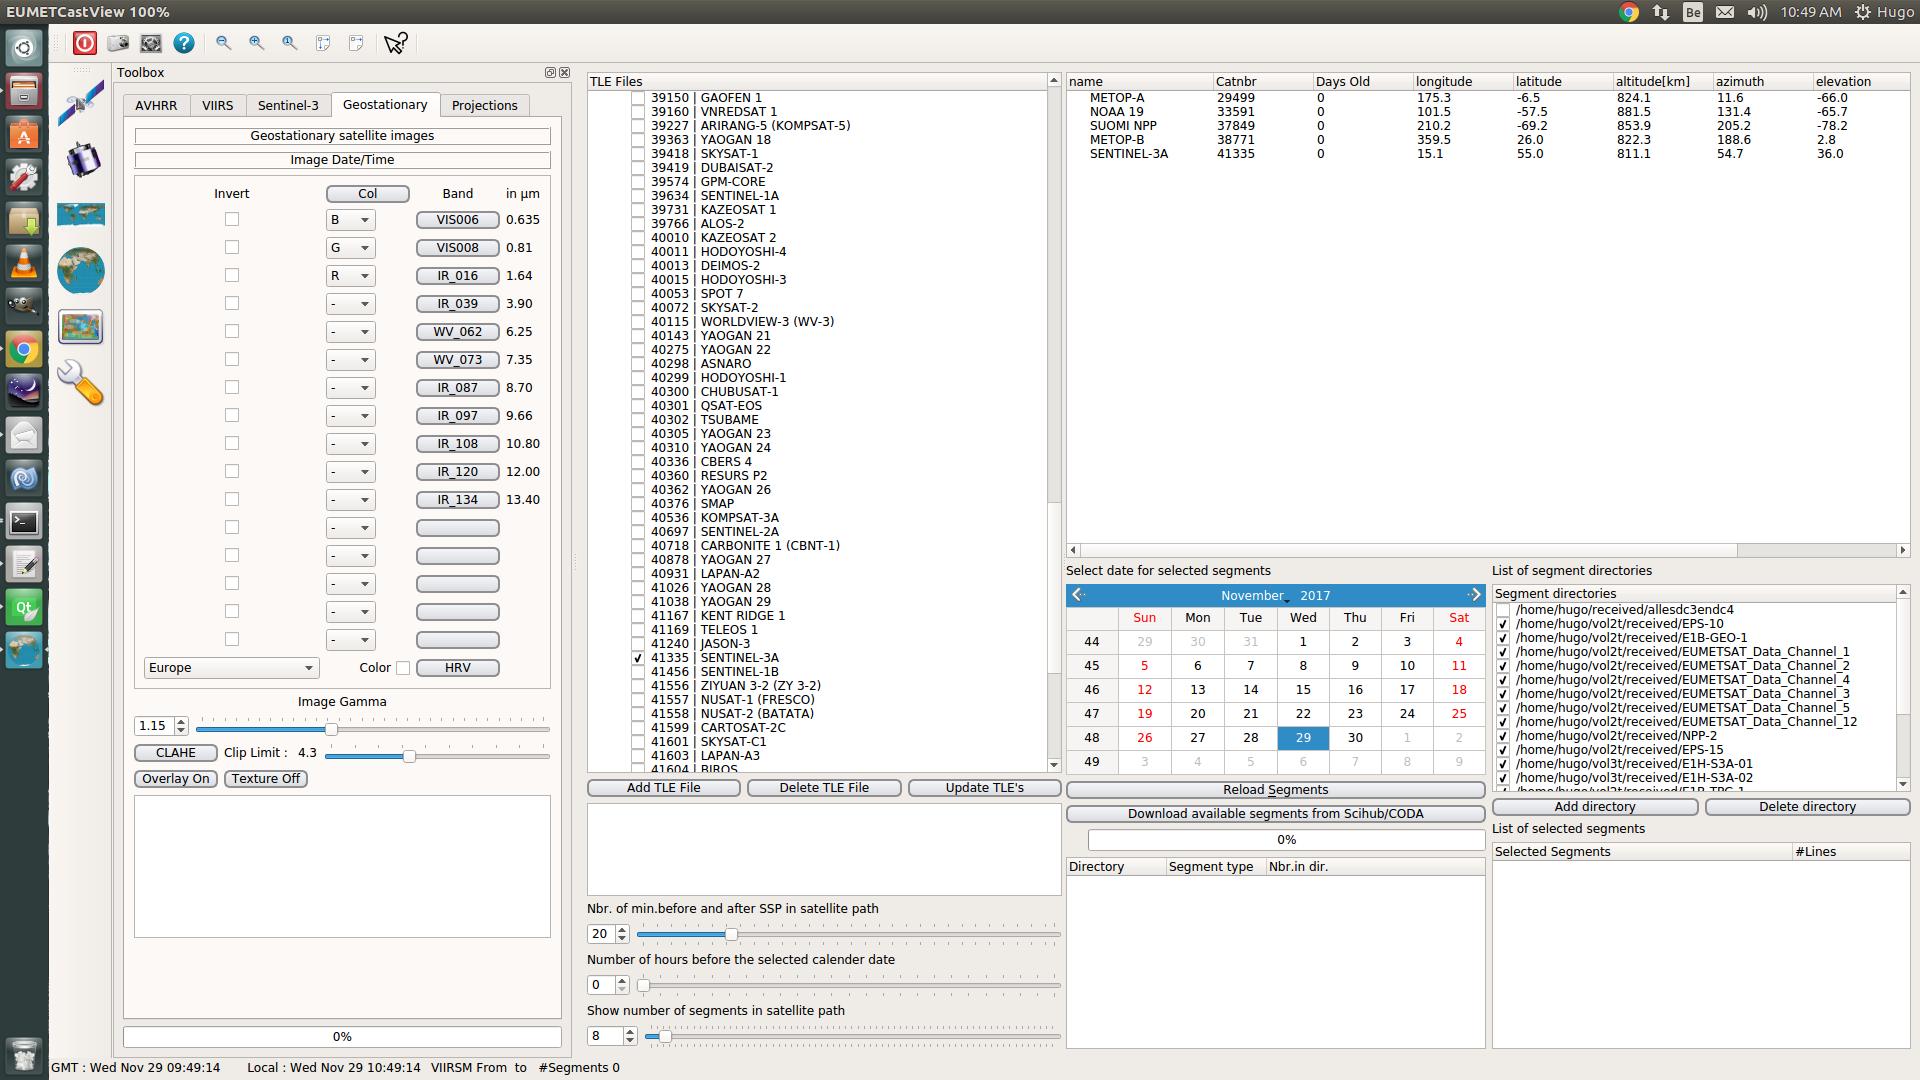 EUMETCastView 100%
Be
10:49 AM
Hugo
Toolbox
AVHRR
VIIRS
Sentinel-3
Geostationary
Projections
Geostationary satellite images
Image Date/Time
Invert Col Band in µm
B VIS006 0.635
G VIS008 0.81
R IR_016 1.64
- IR_039 3.90
- WV_062 6.25
- WV_073 7.35
- IR_087 8.70
- IR_097 9.66
- IR_108 10.80
- IR_120 12.00
- IR_134 13.40
-
-
-
-
-
Europe Color HRV
Image Gamma
1.15
CLAHE Clip Limit : 4.3
Overlay On Texture Off
0%
TLE Files
39150 | GAOFEN 1
39160 | VNREDSAT 1
39227 | ARIRANG-5 (KOMPSAT-5)
39363 | YAOGAN 18
39418 | SKYSAT-1
39419 | DUBAISAT-2
39574 | GPM-CORE
39634 | SENTINEL-1A
39731 | KAZEOSAT 1
39766 | ALOS-2
40010 | KAZEOSAT 2
40011 | HODOYOSHI-4
40013 | DEIMOS-2
40015 | HODOYOSHI-3
40053 | SPOT 7
40072 | SKYSAT-2
40115 | WORLDVIEW-3 (WV-3)
40143 | YAOGAN 21
40275 | YAOGAN 22
40298 | ASNARO
40299 | HODOYOSHI-1
40300 | CHUBUSAT-1
40301 | QSAT-EOS
40302 | TSUBAME
40305 | YAOGAN 23
40310 | YAOGAN 24
40336 | CBERS 4
40360 | RESURS P2
40362 | YAOGAN 26
40376 | SMAP
40536 | KOMPSAT-3A
40697 | SENTINEL-2A
40718 | CARBONITE 1 (CBNT-1)
40878 | YAOGAN 27
40931 | LAPAN-A2
41026 | YAOGAN 28
41038 | YAOGAN 29
41167 | KENT RIDGE 1
41169 | TELEOS 1
41240 | JASON-3
41335 | SENTINEL-3A
41456 | SENTINEL-1B
41556 | ZIYUAN 3-2 (ZY 3-2)
41557 | NUSAT-1 (FRESCO)
41558 | NUSAT-2 (BATATA)
41599 | CARTOSAT-2C
41601 | SKYSAT-C1
41603 | LAPAN-A3
41604 | BIROS
Add TLE File Delete TLE File Update TLE's
Nbr. of min.before and after SSP in satellite path
20
Number of hours before the selected calender date
0
Show number of segments in satellite path
8
name Catnbr Days Old longitude latitude altitude[km] azimuth elevation
METOP-A 29499 0 175.3 -6.5 824.1 11.6 -66.0
NOAA 19 33591 0 101.5 -57.5 881.5 131.4 -65.7
SUOMI NPP 37849 0 210.2 -69.2 853.9 205.2 -78.2
METOP-B 38771 0 359.5 26.0 822.3 188.6 2.8
SENTINEL-3A 41335 0 15.1 55.0 811.1 54.7 36.0
Select date for selected segments
November 2017
Sun Mon Tue Wed Thu Fri Sat
44 29 30 31 1 2 3 4
45 5 6 7 8 9 10 11
46 12 13 14 15 16 17 18
47 19 20 21 22 23 24 25
48 26 27 28 29 30 1 2
49 3 4 5 6 7 8 9
Reload Segments
Download available segments from Scihub/CODA
0%
Directory Segment type Nbr.in dir.
List of segment directories
Segment directories
/home/hugo/received/allesdc3endc4
/home/hugo/vol2t/received/EPS-10
/home/hugo/vol2t/received/E1B-GEO-1
/home/hugo/vol2t/received/EUMETSAT_Data_Channel_1
/home/hugo/vol2t/received/EUMETSAT_Data_Channel_2
/home/hugo/vol2t/received/EUMETSAT_Data_Channel_4
/home/hugo/vol2t/received/EUMETSAT_Data_Channel_3
/home/hugo/vol2t/received/EUMETSAT_Data_Channel_5
/home/hugo/vol2t/received/EUMETSAT_Data_Channel_12
/home/hugo/vol2t/received/NPP-2
/home/hugo/vol2t/received/EPS-15
/home/hugo/vol3t/received/E1H-S3A-01
/home/hugo/vol3t/received/E1H-S3A-02
Add directory Delete directory
List of selected segments
Selected Segments #Lines
GMT : Wed Nov 29 09:49:14 Local : Wed Nov 29 10:49:14 VIIRSM From to #Segments 0